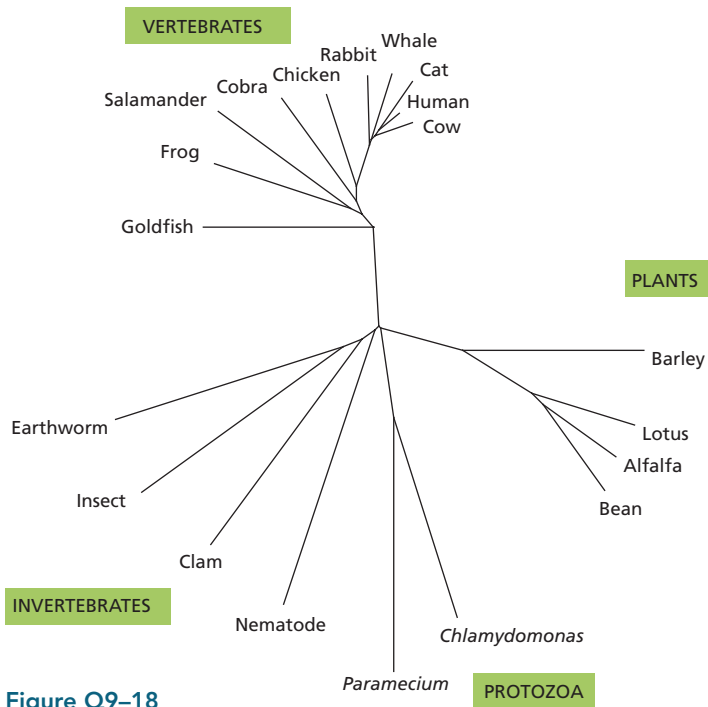 VERTEBRATES
Whale
Rabbit
Cat
Chicken
Cobra
Human
Salamander
Cow
Frog
Goldfish
PLANTS
Barley
Earthworm
Lotus
Alfalfa
Insect
Bean
Clam
INVERTEBRATES
Nematode
Chlamydomonas
Paramecium
PROTOZOA
Figure Q9–18